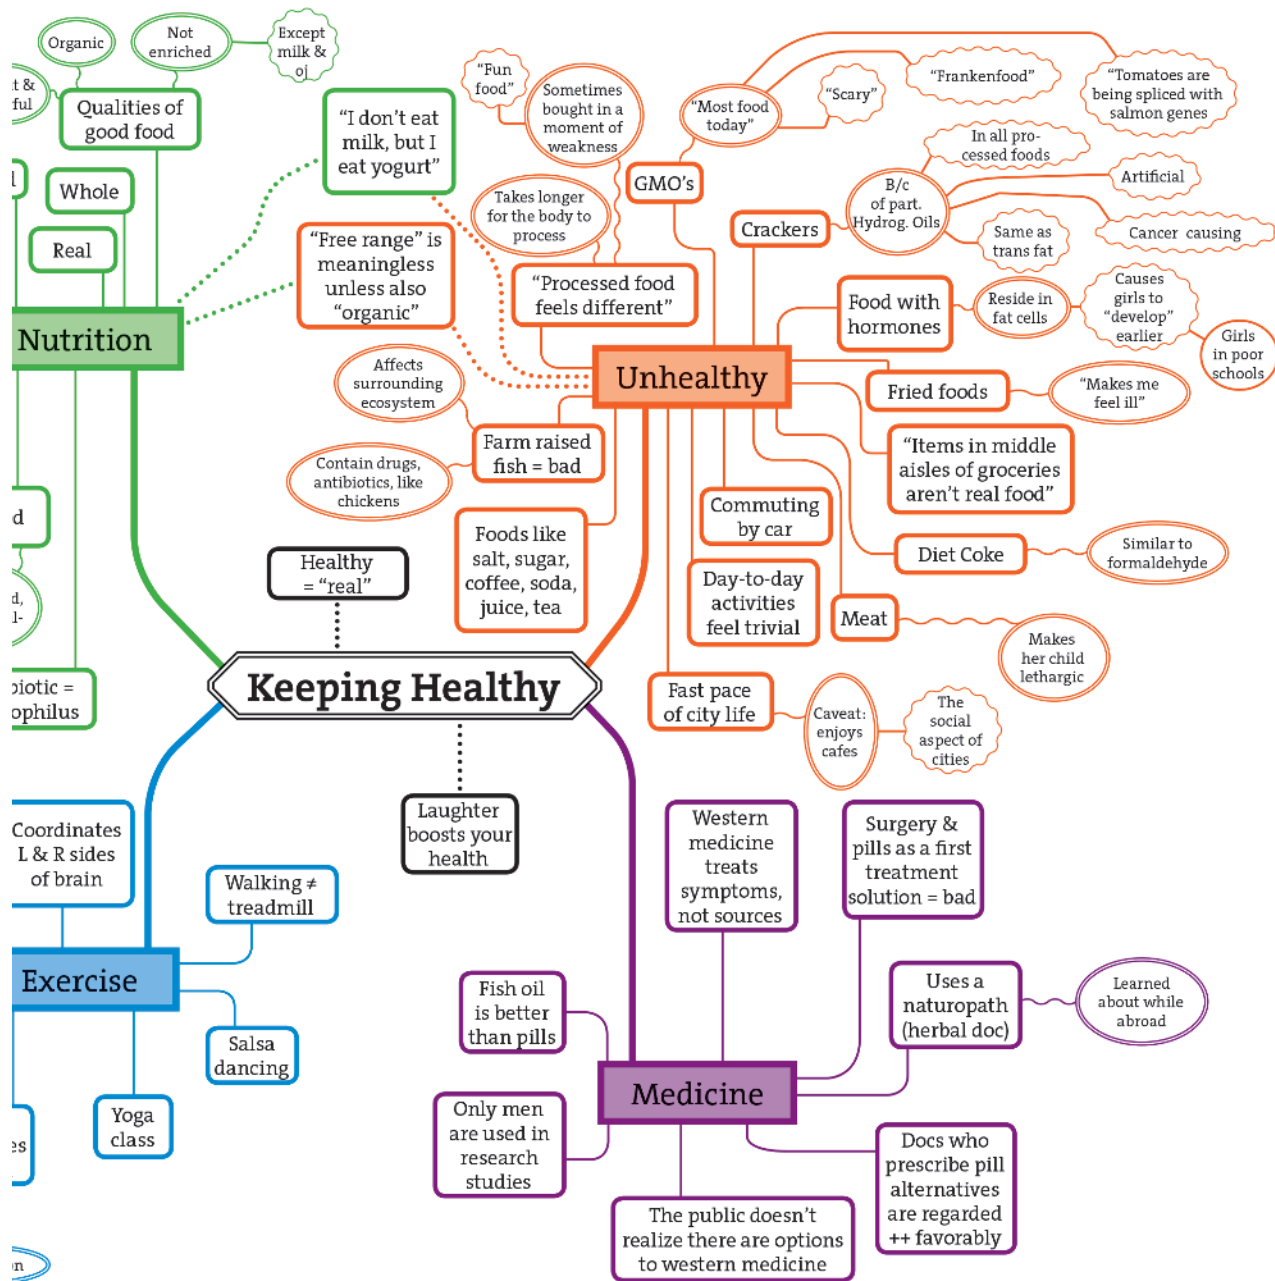 Organic
Not
enriched
Except
milk &
oj
Qualities of
good food
Whole
Real
Nutrition
"I don't eat
milk, but I
eat yogurt"
"Free range" is
meaningless
unless also
"organic"
"Fun
food"
Sometimes
bought in a
moment of
weakness
Takes longer
for the body to
process
"Processed food
feels different"
"Most food
today"
"Scary"
"Frankenfood"
"Tomatoes are
being spliced with
salmon genes
GMO's
Crackers
B/c
of part.
Hydrog. Oils
In all pro-
cessed foods
Artificial
Cancer causing
Same as
trans fat
Food with
hormones
Reside in
fat cells
Causes
girls to
"develop"
earlier
Girls
in poor
schools
Unhealthy
Fried foods
"Makes me
feel ill"
Affects
surrounding
ecosystem
Farm raised
fish = bad
Contain drugs,
antibiotics, like
chickens
"Items in middle
aisles of groceries
aren't real food"
Foods like
salt, sugar,
coffee, soda,
juice, tea
Commuting
by car
Day-to-day
activities
feel trivial
Diet Coke
Similar to
formaldehyde
Meat
Makes
her child
lethargic
Fast pace
of city life
Caveat:
enjoys
cafes
The
social
aspect of
cities
Healthy
= "real"
Keeping Healthy
Laughter
boosts your
health
biotic =
ophilus
Coordinates
L & R sides
of brain
Walking ≠
treadmill
Exercise
Salsa
dancing
Yoga
class
Western
medicine
treats
symptoms,
not sources
Surgery &
pills as a first
treatment
solution = bad
Fish oil
is better
than pills
Uses a
naturopath
(herbal doc)
Learned
about while
abroad
Medicine
Only men
are used in
research
studies
The public doesn't
realize there are options
to western medicine
Docs who
prescribe pill
alternatives
are regarded
++ favorably